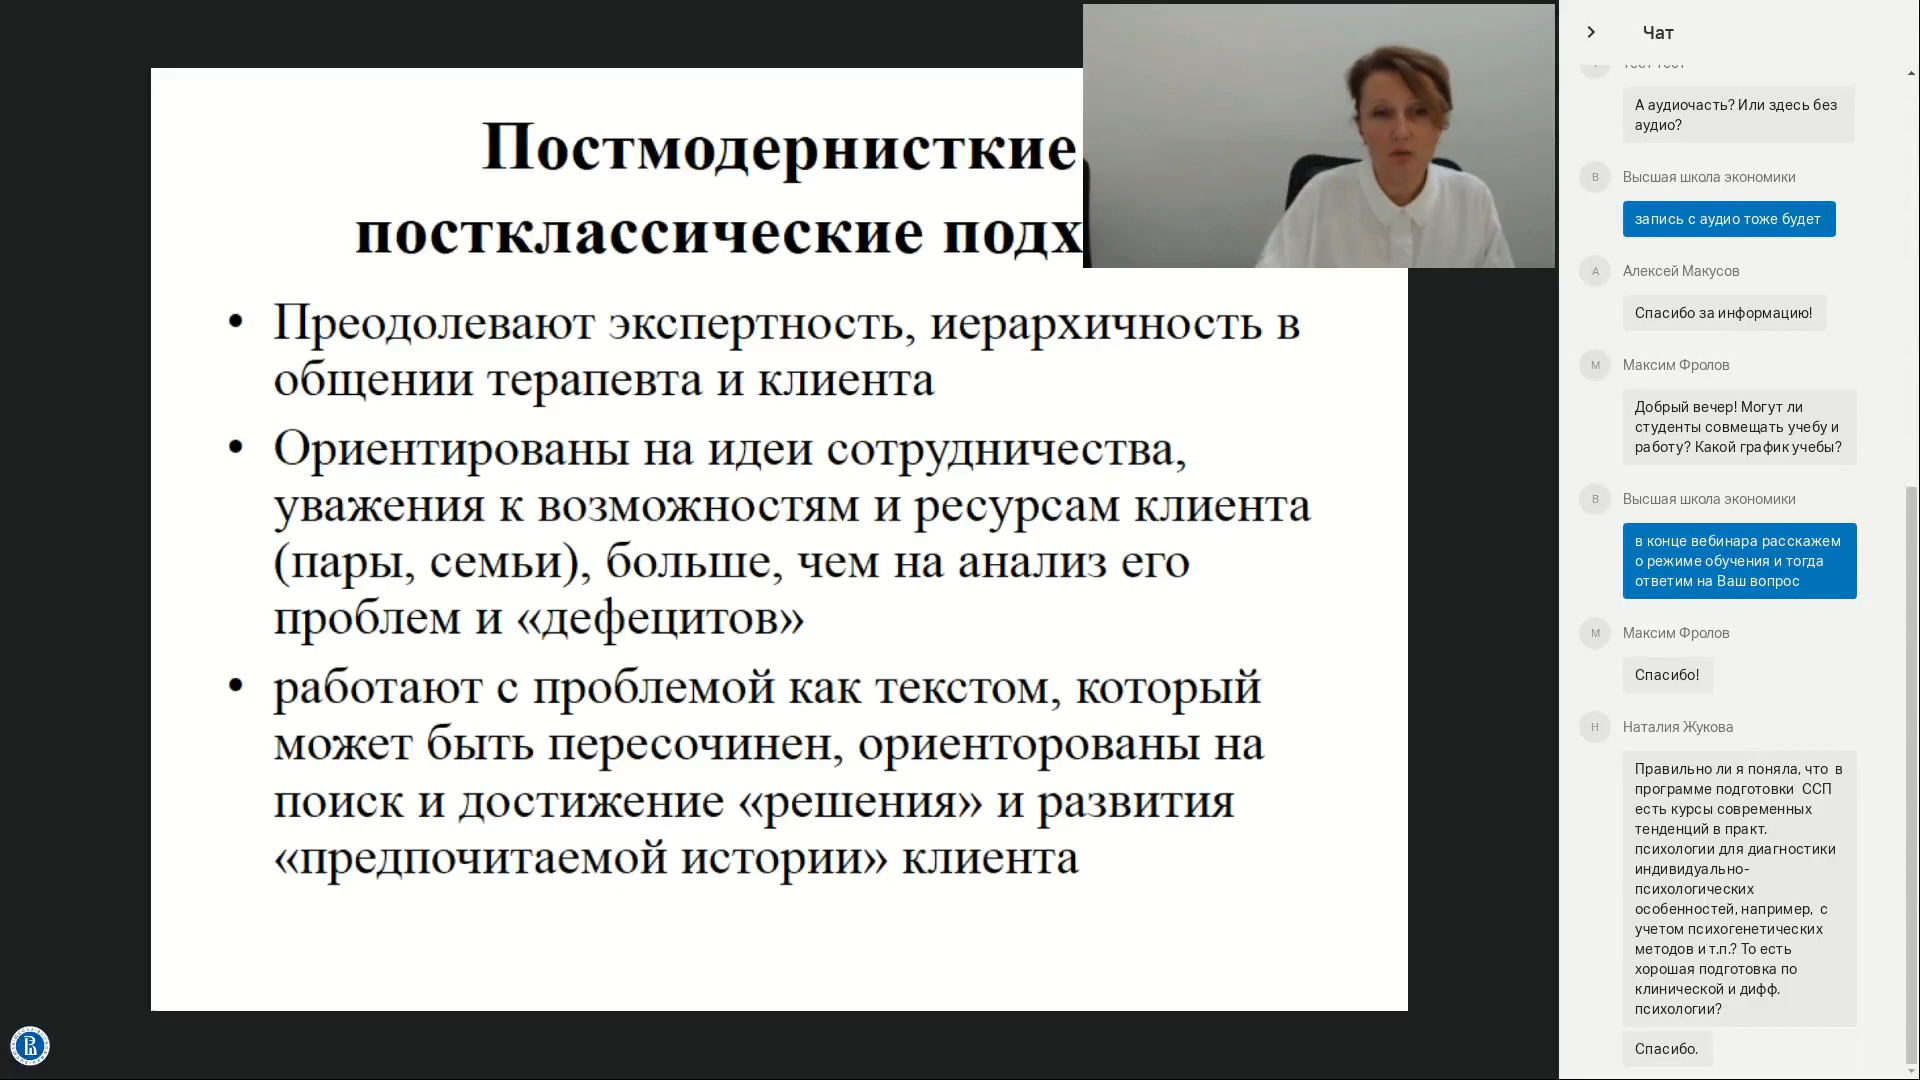 Постмодернисткие
постклассические подх
• Преодолевают экспертность, иерархичность в
общении терапевта и клиента
• Ориентированы на идеи сотрудничества,
уважения к возможностям и ресурсам клиента
(пары, семьи), больше, чем на анализ его
проблем и «дефецитов»
• работают с проблемой как текстом, который
может быть пересочинен, ориенторованы на
поиск и достижение «решения» и развития
«предпочитаемой истории» клиента
Чат
А аудиочасть? Или здесь без
аудио?
В
Высшая школа экономики
запись с аудио тоже будет
А
Алексей Макусов
Спасибо за информацию!
М
Максим Фролов
Добрый вечер! Могут ли
студенты совмещать учебу и
работу? Какой график учебы?
В
Высшая школа экономики
в конце вебинара расскажем
о режиме обучения и тогда
ответим на Ваш вопрос
М
Максим Фролов
Спасибо!
Н
Наталия Жукова
Правильно ли я поняла, что в
программе подготовки ССП
есть курсы современных
тенденций в практ.
психологии для диагностики
индивидуально-
психологических
особенностей, например, с
учетом психогенетических
методов и т.п.? То есть
хорошая подготовка по
клинической и дифф.
психологии?
Спасибо.